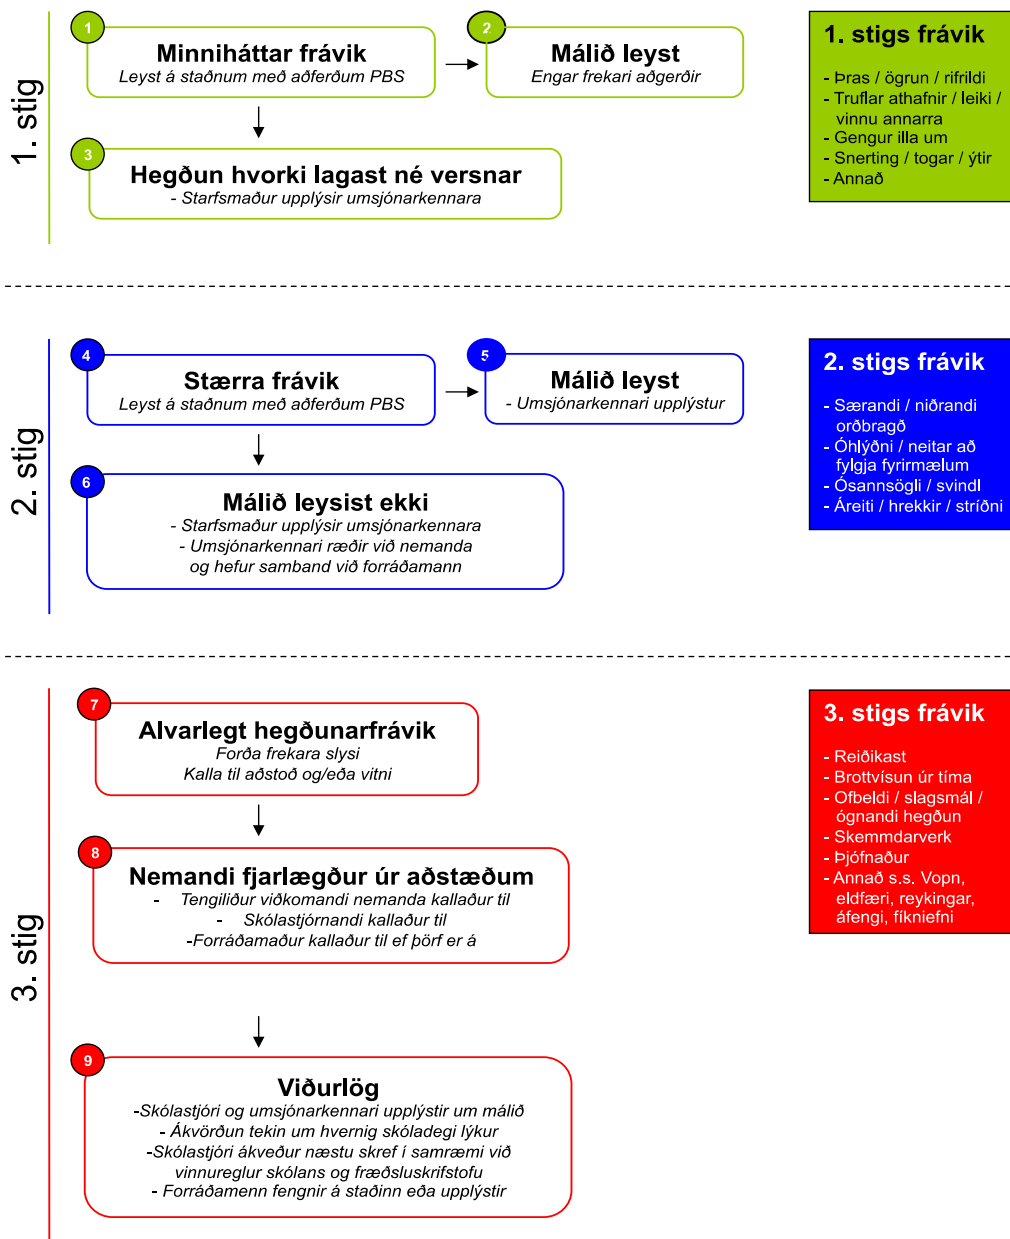 1. stig
1
Minniháttar frávik
Leyst á staðnum með aðferðum PBS
2
Málið leyst
Engar frekari aðgerðir
3
Hegðun hvorki lagast né versnar
- Starfsmaður upplýsir umsjónarkennara
1. stigs frávik
- Þras / ögrun / rifrildi
- Truflar athafnir / leiki /
vinnu annarra
- Gengur illa um
- Snerting / togar / ýtir
- Annað
2. stig
4
Stærra frávik
Leyst á staðnum með aðferðum PBS
5
Málið leyst
- Umsjónarkennari upplýstur
6
Málið leysist ekki
- Starfsmaður upplýsir umsjónarkennara
- Umsjónarkennari ræðir við nemanda
og hefur samband við forráðamann
2. stigs frávik
- Særandi / niðrandi
orðbragð
- Óhlýðni / neitar að
fylgja fyrirmælum
- Ósannsögli / svindl
- Áreiti / hrekkir / stríðni
3. stig
7
Alvarlegt hegðunarfrávik
Forða frekara slysi
Kalla til aðstoð og/eða vitni
8
Nemandi fjarlægður úr aðstæðum
- Tengiliður viðkomandi nemanda kallaður til
- Skólastjórnandi kallaður til
-Forráðamaður kallaður til ef þörf er á
9
Viðurlög
-Skólastjóri og umsjónarkennari upplýstir um málið
- Ákvörðun tekin um hvernig skóladegi lýkur
-Skólastjóri ákveður næstu skref í samræmi við
vinnureglur skólans og fræðsluskrifstofu
- Forráðamenn fengnir á staðinn eða upplýstir
3. stigs frávik
- Reiðikast
- Brottvísun úr tíma
- Ofbeldi / slagsmál /
ógnandi hegðun
- Skemmdarverk
- Þjófnaður
- Annað s.s. Vopn,
eldfæri, reykingar,
áfengi, fíkniefni